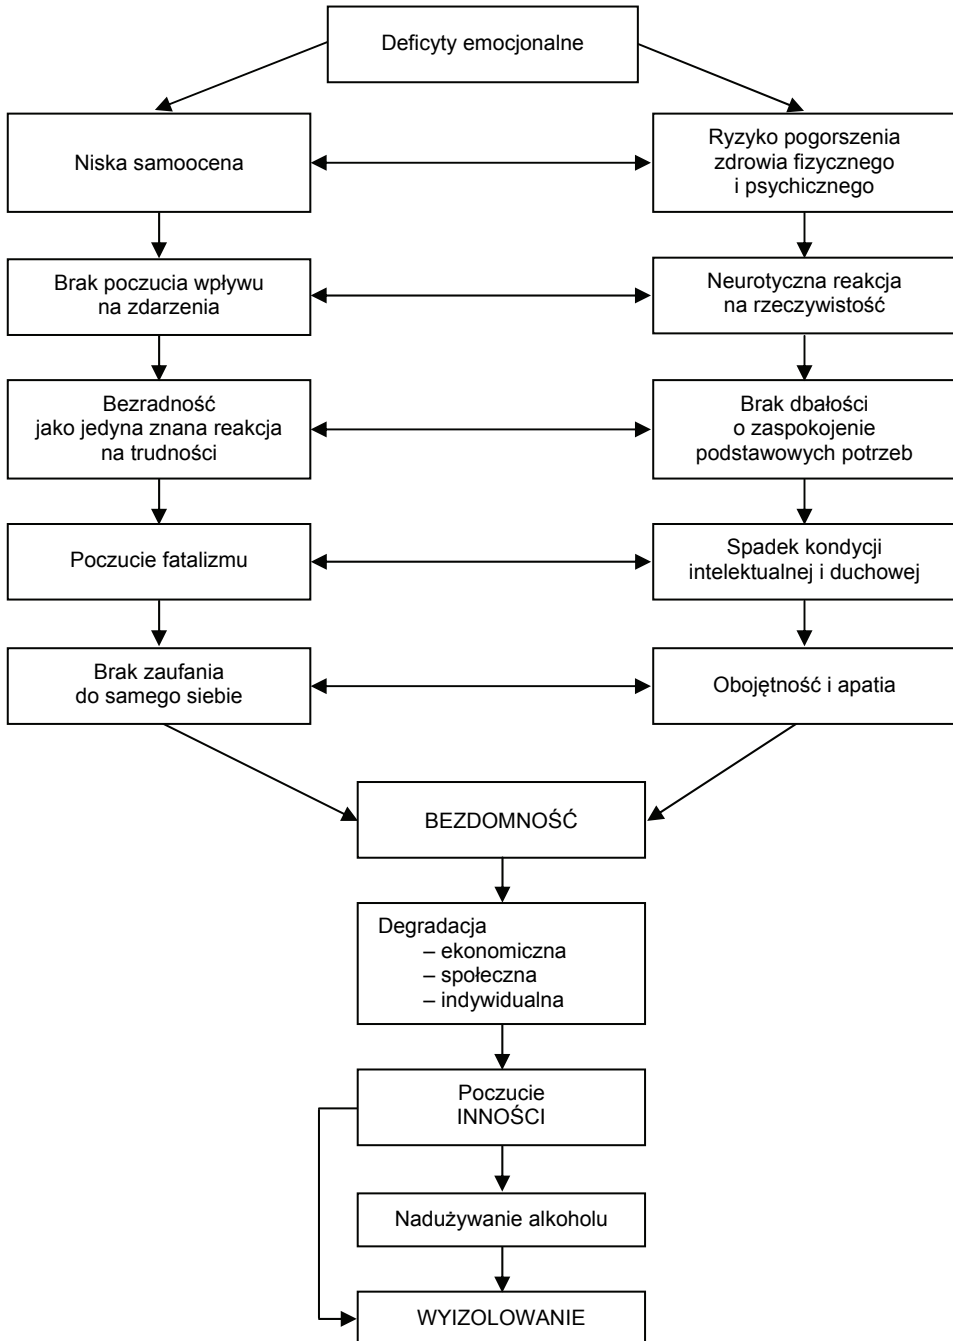 Deficyty emocjonalne
Niska samoocena
Ryzyko pogorszenia
zdrowia fizycznego
i psychicznego
Brak poczucia wpływu
na zdarzenia
Neurotyczna reakcja
na rzeczywistość
Bezradność
jako jedyna znana reakcja
na trudności
Brak dbałości
o zaspokojenie
podstawowych potrzeb
Poczucie fatalizmu
Spadek kondycji
intelektualnej i duchowej
Brak zaufania
do samego siebie
Obojętność i apatia
BEZDOMNOŚĆ
Degradacja
– ekonomiczna
– społeczna
– indywidualna
Poczucie
INNOŚCI
Nadużywanie alkoholu
WYIZOLOWANIE